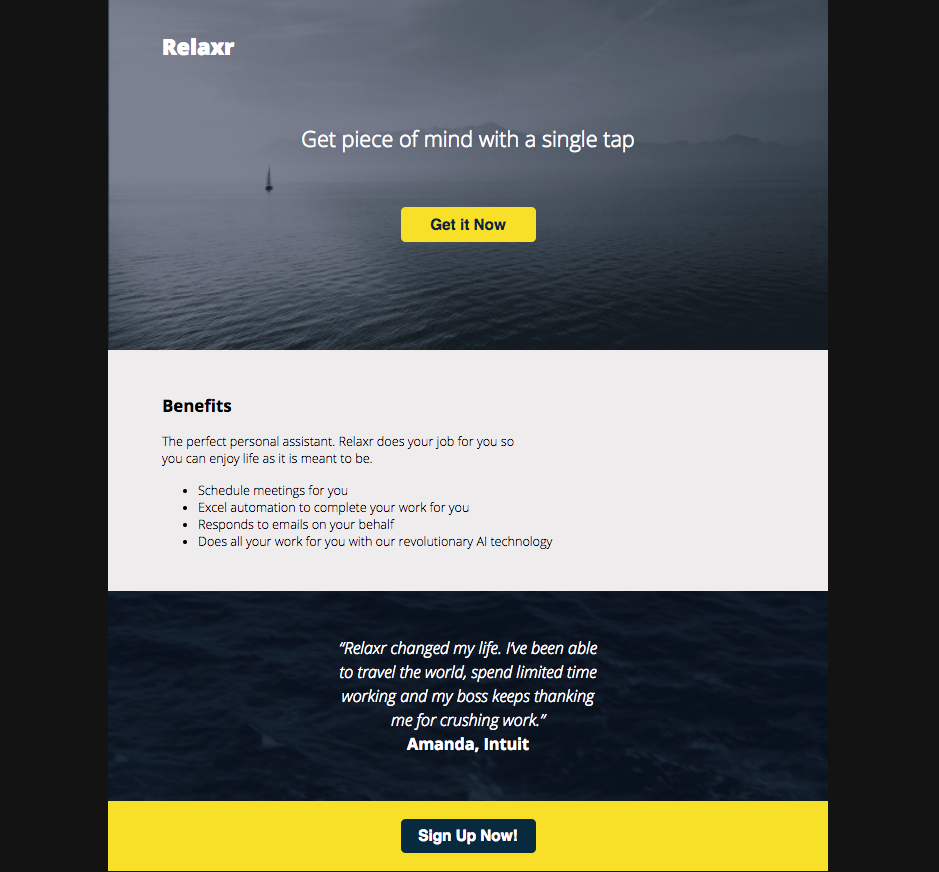 Relaxr
Get piece of mind with a single tap
Get it Now
Benefits
The perfect personal assistant. Relaxr does your job for you so
you can enjoy life as it is meant to be.
• Schedule meetings for you
• Excel automation to complete your work for you
• Responds to emails on your behalf
• Does all your work for you with our revolutionary AI technology
“Relaxr changed my life. I’ve been able
to travel the world, spend limited time
working and my boss keeps thanking
me for crushing work.”
Amanda, Intuit
Sign Up Now!